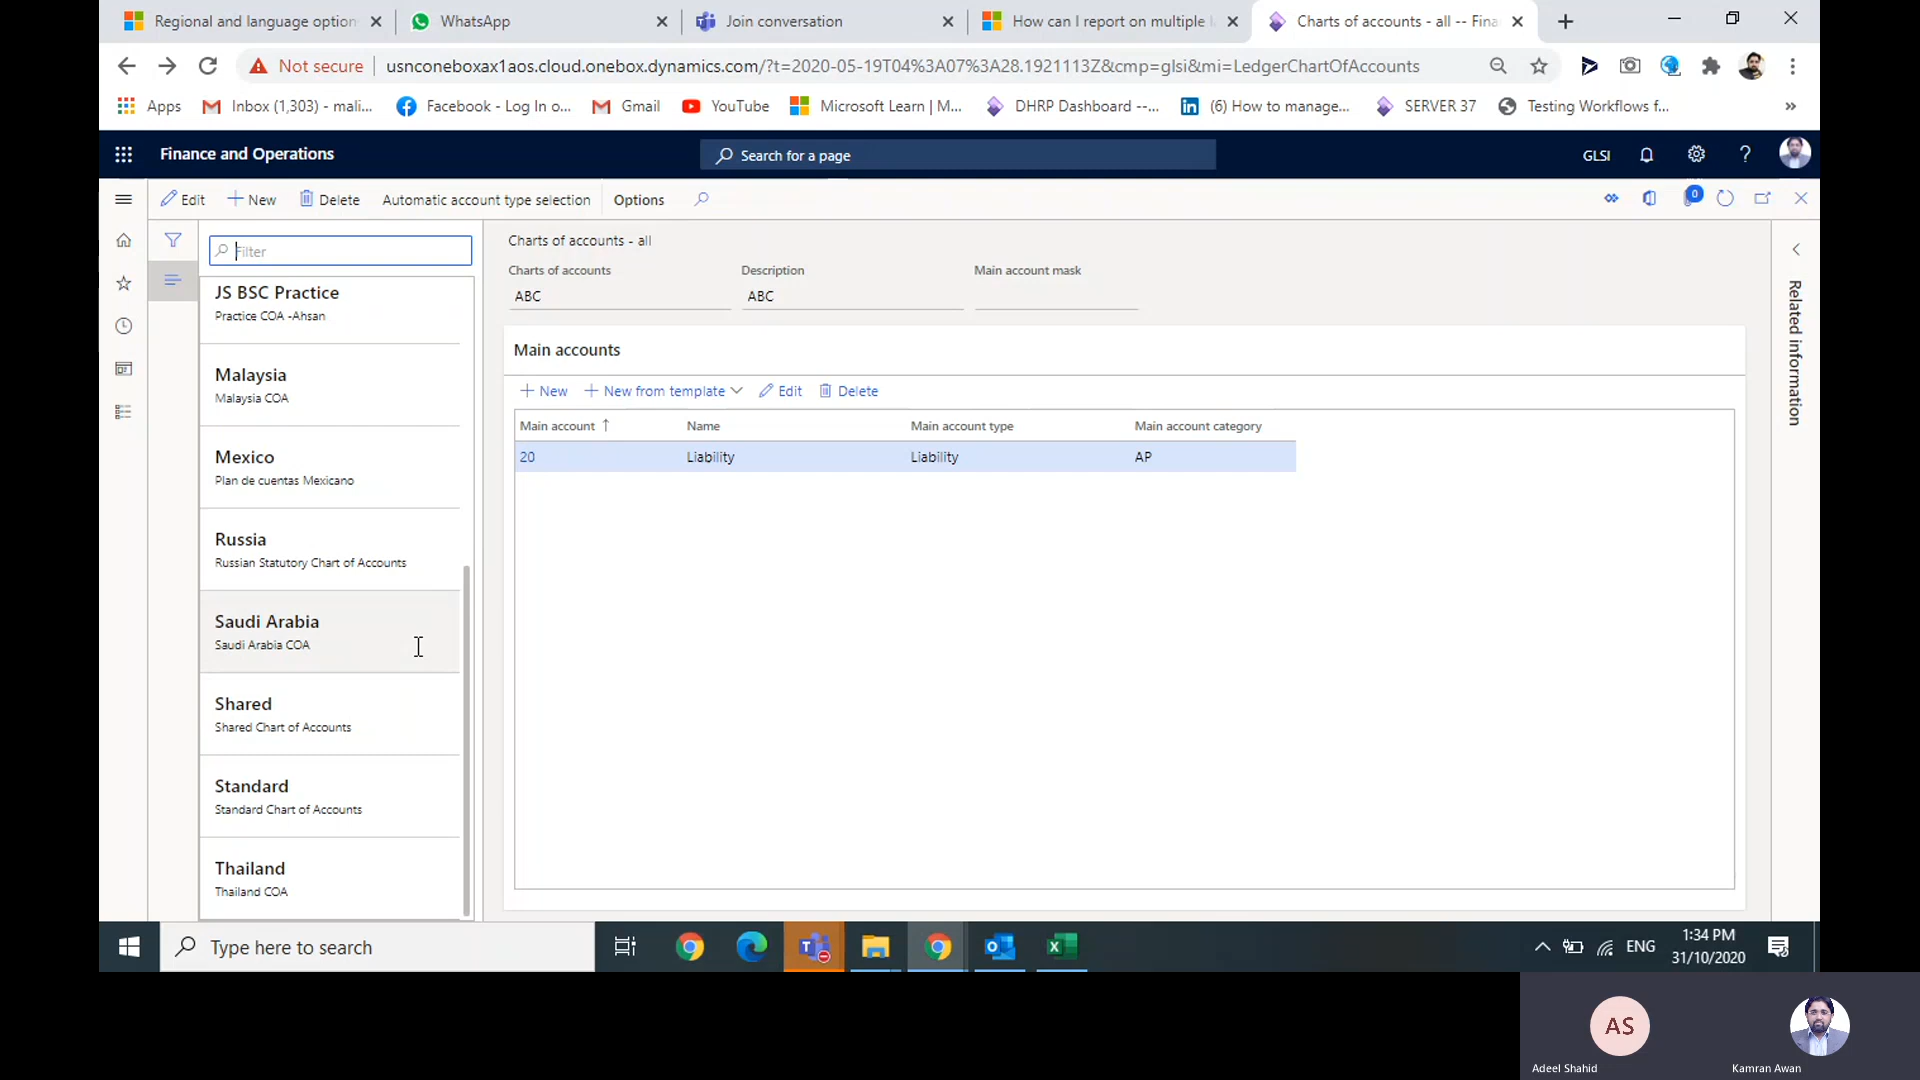 Regional and language option
WhatsApp
Join conversation
How can I report on multiple l
Charts of accounts - all -- Fina
Not secure
usnconeboxax1aos.cloud.onebox.dynamics.com/?t=2020-05-19T04%3A07%3A28.1921113Z&cmp=glsi&mi=LedgerChartOfAccounts
Apps
Inbox (1,303) - mali...
Facebook - Log In o...
Gmail
YouTube
Microsoft Learn | M...
DHRP Dashboard --...
(6) How to manage...
SERVER 37
Testing Workflows f...
»
Finance and Operations
Search for a page
GLSI
?
Edit
New
Delete
Automatic account type selection
Options
0
Filter
JS BSC Practice
Practice COA -Ahsan
Malaysia
Malaysia COA
Mexico
Plan de cuentas Mexicano
Russia
Russian Statutory Chart of Accounts
Saudi Arabia
Saudi Arabia COA
Shared
Shared Chart of Accounts
Standard
Standard Chart of Accounts
Thailand
Thailand COA
Charts of accounts - all
Charts of accounts Description Main account mask
ABC ABC
Main accounts
New
New from template
Edit
Delete
Main account ↑ Name Main account type Main account category
20 Liability Liability AP
Related information
Type here to search
ENG
1:34 PM
31/10/2020
AS
Adeel Shahid
Kamran Awan